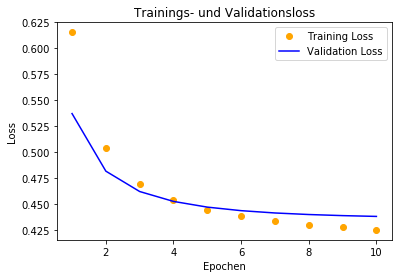 Trainings- und Validationsloss
Training Loss
Validation Loss
Loss
0.625
0.600
0.575
0.550
0.525
0.500
0.475
0.450
0.425
2 4 6 8 10
Epochen